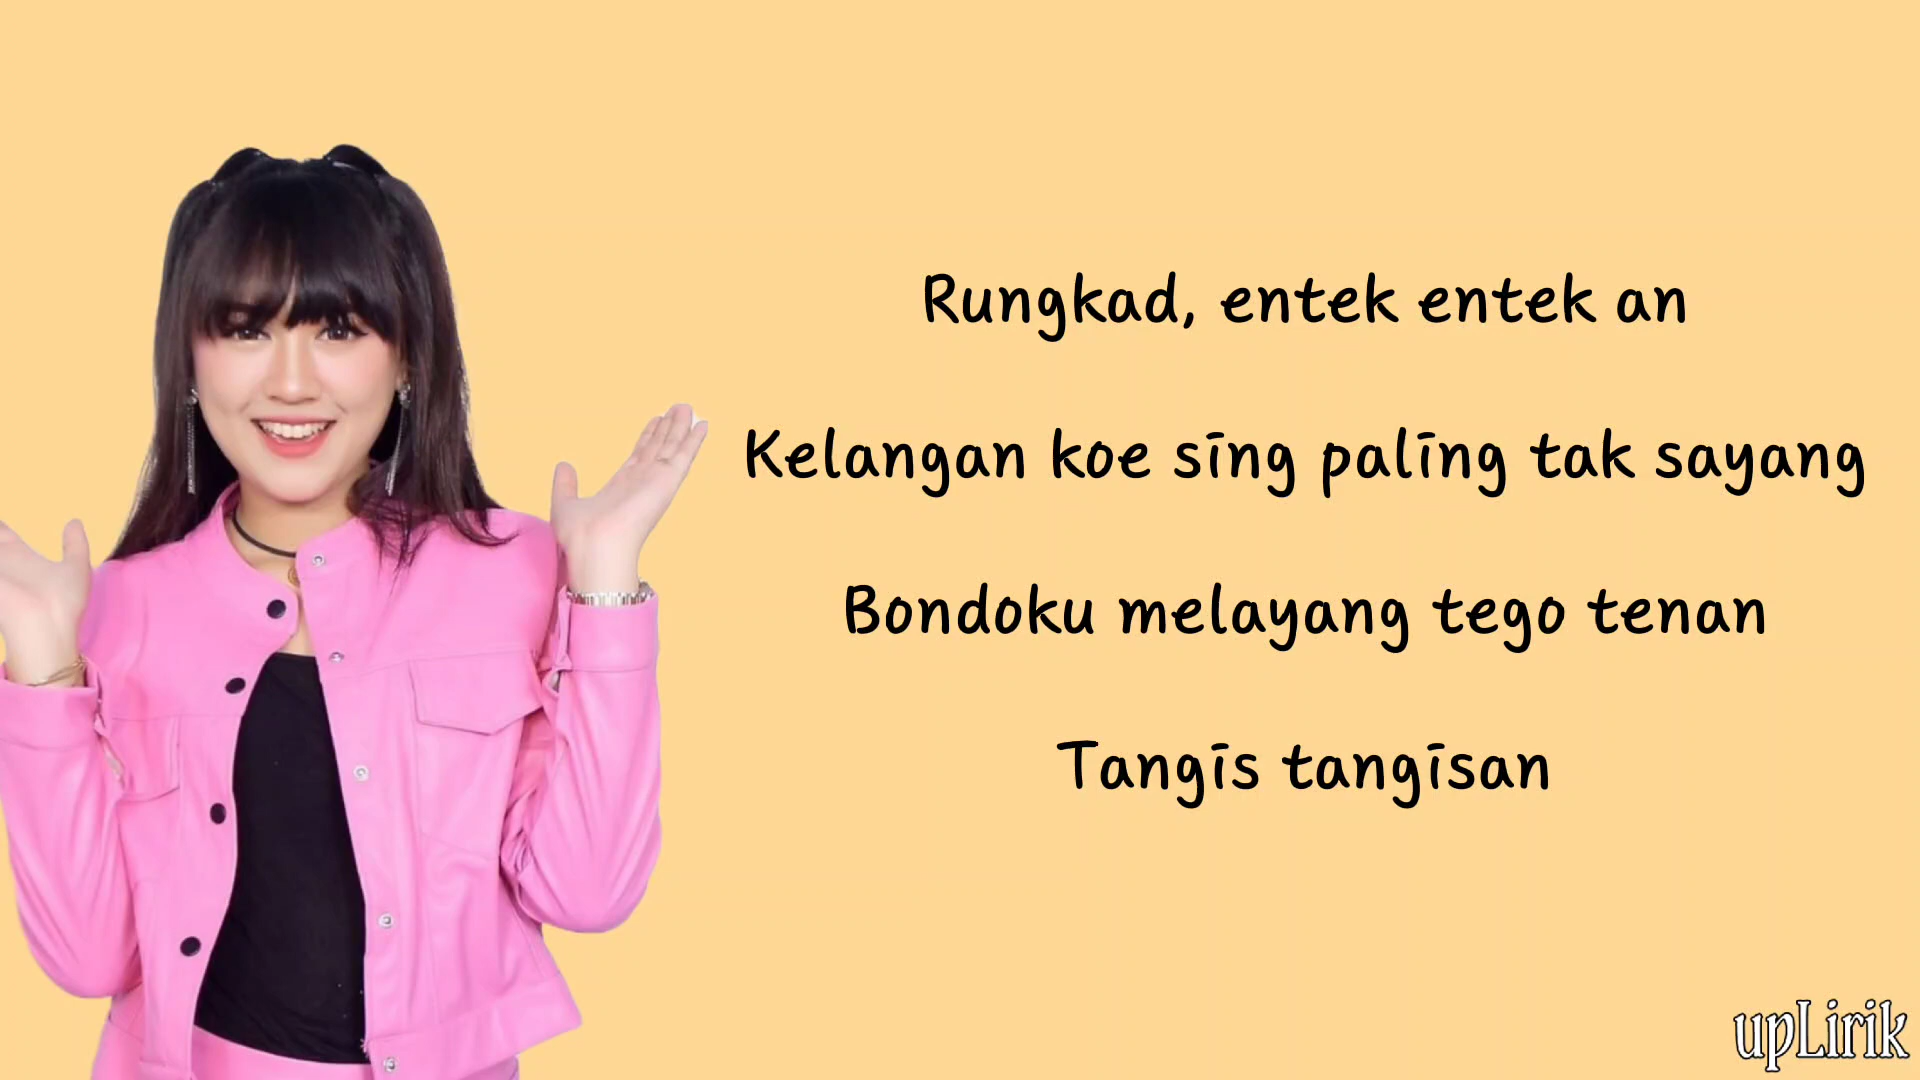 Rungkad, entek entek an
Kelangan koe sing paling tak sayang
Bondoku melayang tego tenan
Tangis tangisan
upLirik